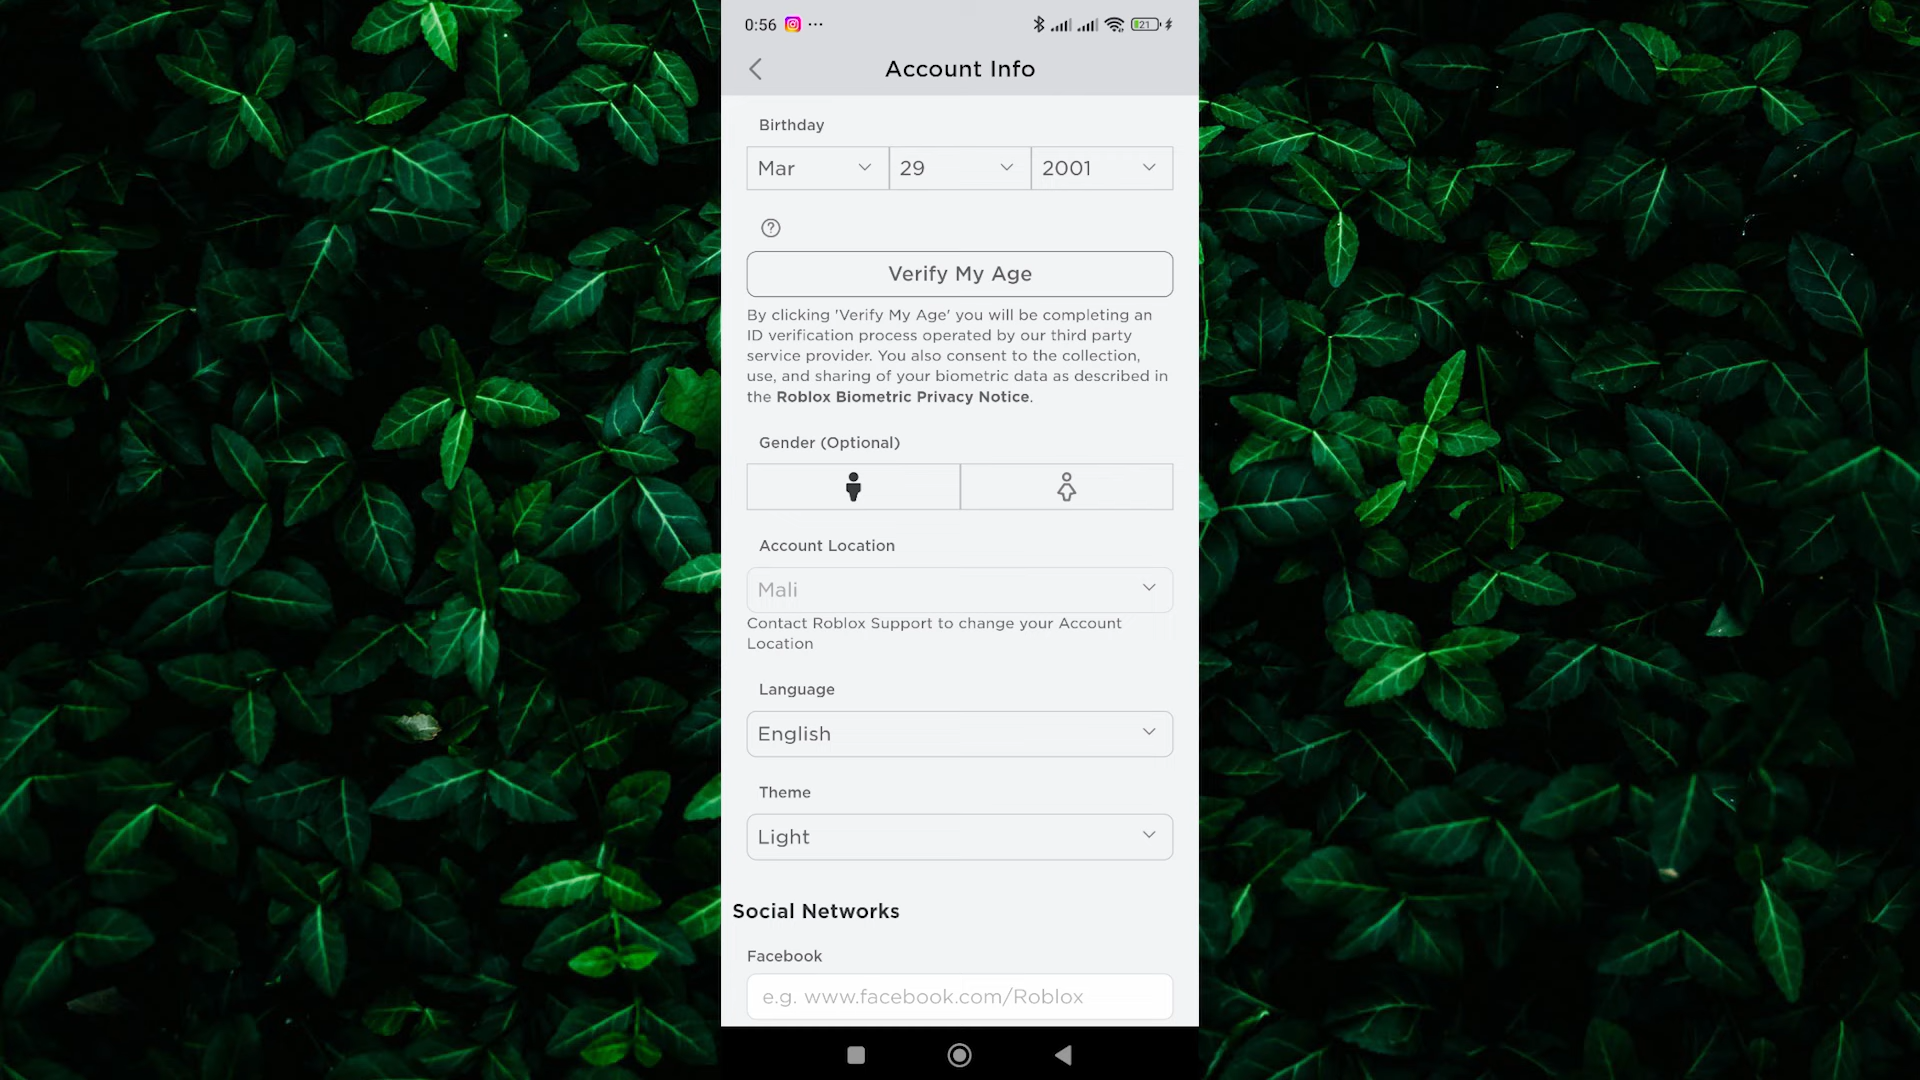 0:56
21
Account Info
Birthday
Mar
29
2001
Verify My Age
By clicking 'Verify My Age' you will be completing an
ID verification process operated by our third party
service provider. You also consent to the collection,
use, and sharing of your biometric data as described in
the Roblox Biometric Privacy Notice.
Gender (Optional)
Account Location
Mali
Contact Roblox Support to change your Account
Location
Language
English
Theme
Light
Social Networks
Facebook
e.g. www.facebook.com/Roblox